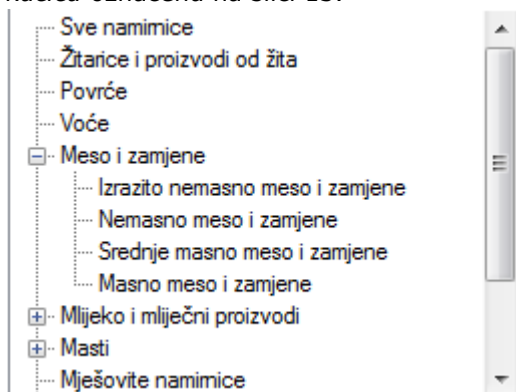 Sve namirnice
Žitarice i proizvodi od žita
Povrće
Voće
Meso i zamjene
Izrazito nemasno meso i zamjene
Nemasno meso i zamjene
Srednje masno meso i zamjene
Masno meso i zamjene
Mlijeko i mliječni proizvodi
Masti
Mješovite namirnice